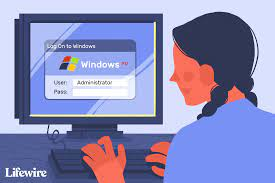 Log On to Windows
Windows XP
User: Administrator
Pass:
Lifewire